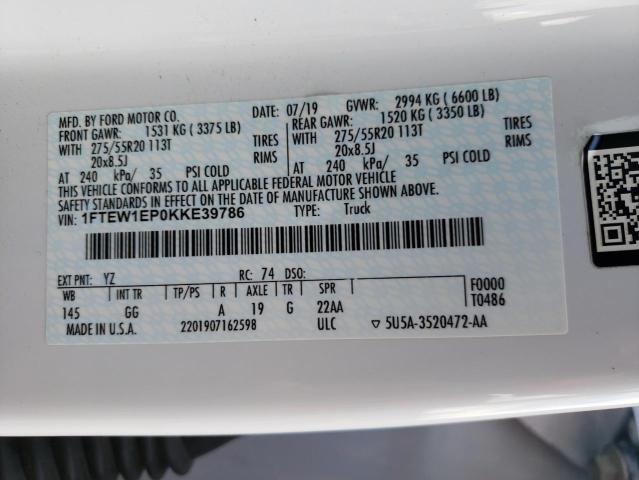 MFD. BY FORD MOTOR CO. DATE: 07/19 GVWR: 2994 KG ( 6600 LB)
FRONT GAWR: 1531 KG ( 3375 LB) REAR GAWR: 1520 KG ( 3350 LB)
WITH 275/55R20 113T TIRES WITH 275/55R20 113T TIRES
20x8.5J RIMS 20x8.5J RIMS
AT 240 kPa/ 35 PSI COLD AT 240 kPa/ 35 PSI COLD
THIS VEHICLE CONFORMS TO ALL APPLICABLE FEDERAL MOTOR VEHICLE
SAFETY STANDARDS IN EFFECT ON THE DATE OF MANUFACTURE SHOWN ABOVE.
VIN: 1FTEW1EP0KKE39786 TYPE: Truck
EXT PNT: YZ RC: 74 DSO: F0000
WB INT TR TP/PS R AXLE TR SPR T0486
145 GG A 19 G 22AA
MADE IN U.S.A. 2201907162598 ULC ▽ 5U5A-3520472-AA